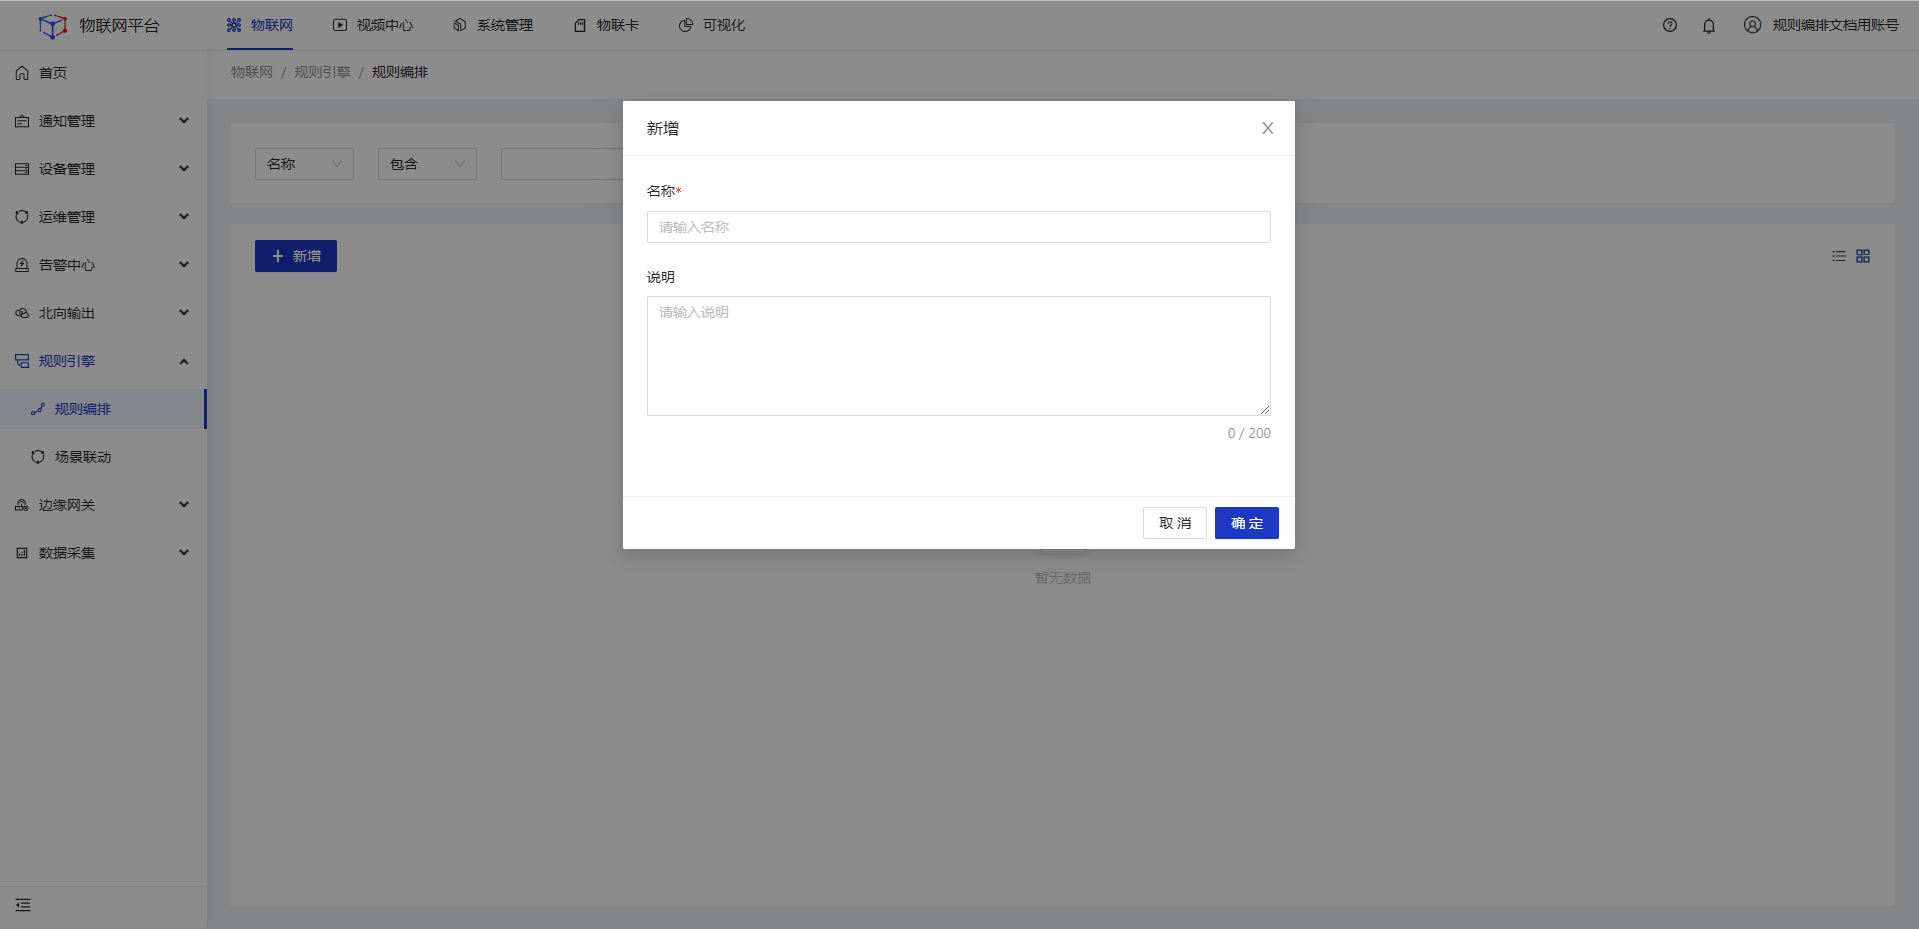 物联网平台
物联网
视频中心
系统管理
物联卡
可视化
规则编排文档用账号
首页
通知管理
设备管理
运维管理
告警中心
北向输出
规则引擎
规则编排
场景联动
边缘网关
数据采集
物联网 / 规则引擎 / 规则编排
名称
包含
新增
新增
X
名称*
请输入名称
说明
请输入说明
0 / 200
取 消
确 定
暂无数据